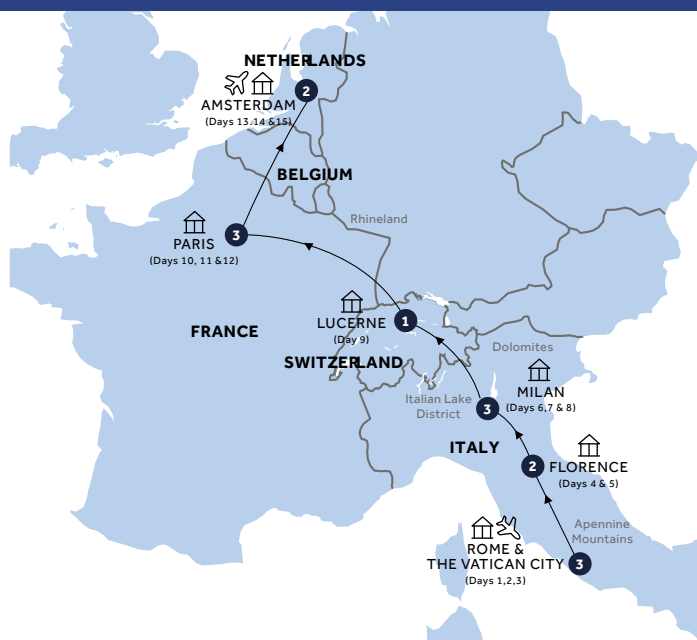 NETHERLANDS
2
AMSTERDAM
(Days 13.14 &15)
BELGIUM
Rhineland
3
PARIS
(Days 10, 11 &12)
1
LUCERNE
(Day 9)
FRANCE
SWITZERLAND
Dolomites
Italian Lake
District
3
MILAN
(Days 6,7 & 8)
ITALY
2
FLORENCE
(Days 4 & 5)
Apennine
Mountains
ROME &
THE VATICAN CITY
3
(Days 1,2,3)